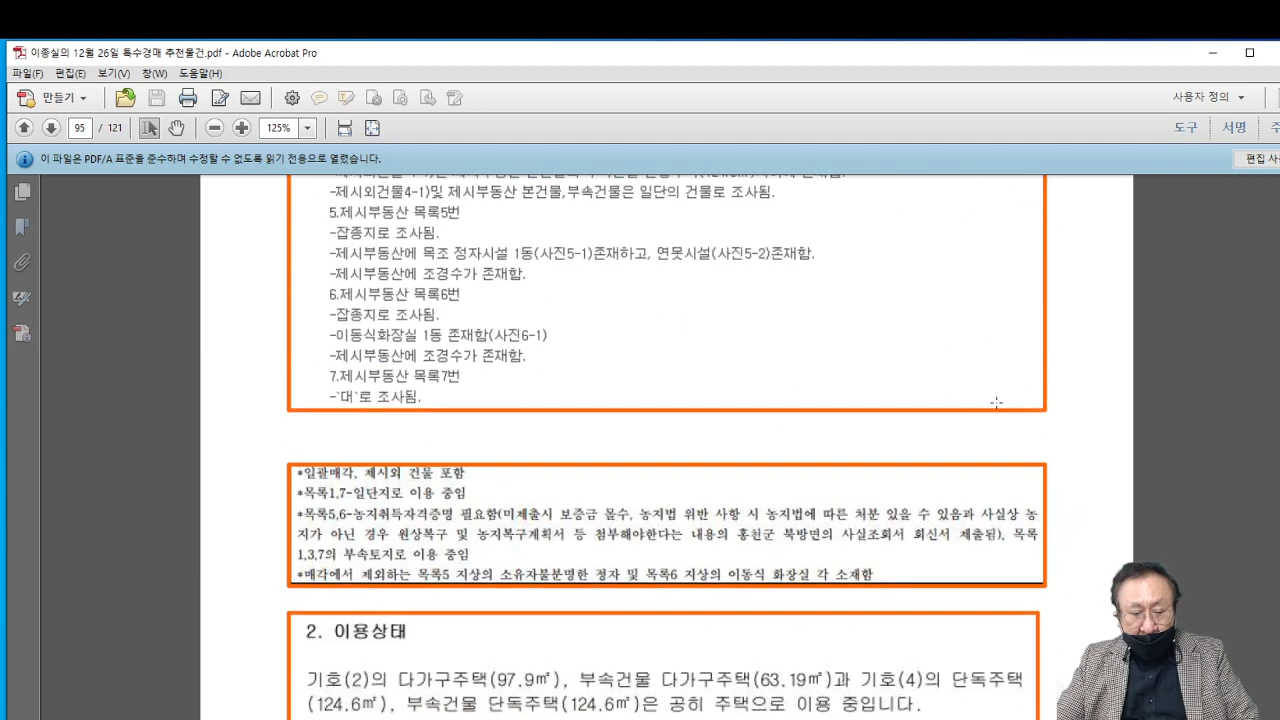 이종실의 12월 26일 특수경매 추천물건.pdf - Adobe Acrobat Pro
파일(F) 편집(E) 보기(V) 창(W) 도움말(H)
만들기 사용자 정의
95 / 121 125% 도구 서명
이 파일은 PDF/A 표준을 준수하며 수정할 수 없도록 읽기 전용으로 열렸습니다. 편집
-제시외건물4-1)및 제시부동산 본건물,부속건물은 일단의 건물로 조사됨.
5.제시부동산 목록5번
-잡종지로 조사됨.
-제시부동산에 목조 정자시설 1동(사진5-1)존재하고, 연못시설(사진5-2)존재함.
-제시부동산에 조경수가 존재함.
6.제시부동산 목록6번
-잡종지로 조사됨.
-이동식화장실 1동 존재함(사진6-1)
-제시부동산에 조경수가 존재함.
7.제시부동산 목록7번
-`대`로 조사됨.
*일괄매각, 제시외 건물 포함
*목록1,7-일단지로 이용 중임
*목록5,6-농지취득자격증명 필요함(미제출시 보증금 몰수, 농지법 위반 사항 시 농지법에 따른 처분 있을 수 있음과 사실상 농
지가 아닌 경우 원상복구 및 농지복구계획서 등 첨부해야한다는 내용의 홍천군 북방면의 사실조회서 회신서 제출됨), 목록
1,3,7의 부속토지로 이용 중임
*매각에서 제외하는 목록5 지상의 소유자불분명한 정자 및 목록6 지상의 이동식 화장실 각 소재함
2. 이용상태
기호(2)의 다가구주택(97.9㎡), 부속건물 다가구주택(63.19㎡)과 기호(4)의 단독주택
(124.6㎡), 부속건물 단독주택(124.6㎡)은 공히 주택으로 이용 중입니다.